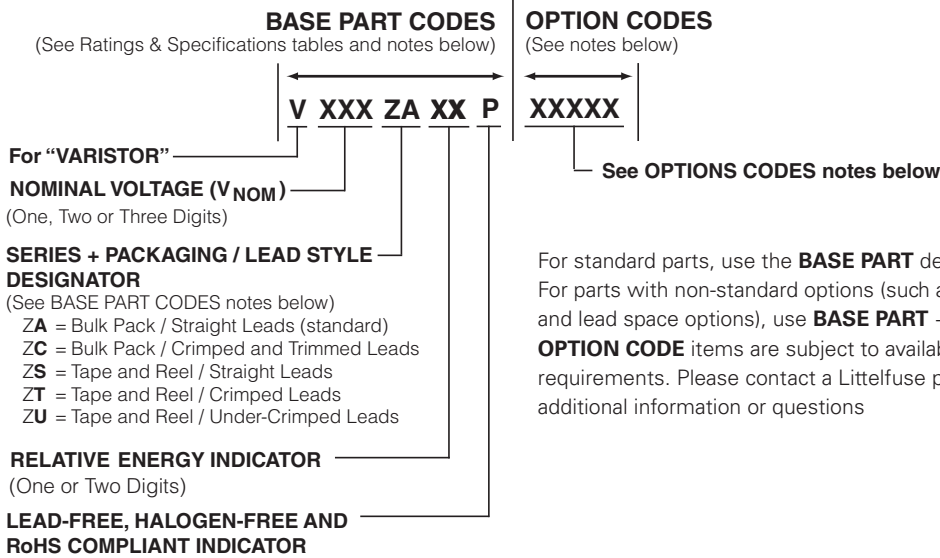 BASE PART CODES
(See Ratings & Specifications tables and notes below)
OPTION CODES
(See notes below)
V XXX ZA XX P XXXXX
For “VARISTOR”
See OPTIONS CODES notes below
NOMINAL VOLTAGE (VNOM)
(One, Two or Three Digits)
SERIES + PACKAGING / LEAD STYLE
DESIGNATOR
(See BASE PART CODES notes below)
ZA = Bulk Pack / Straight Leads (standard)
ZC = Bulk Pack / Crimped and Trimmed Leads
ZS = Tape and Reel / Straight Leads
ZT = Tape and Reel / Crimped Leads
ZU = Tape and Reel / Under-Crimped Leads
RELATIVE ENERGY INDICATOR
(One or Two Digits)
LEAD-FREE, HALOGEN-FREE AND
RoHS COMPLIANT INDICATOR
For standard parts, use the BASE PART
For parts with non-standard options (such
and lead space options), use BASE PART
OPTION CODE items are subject to
requirements. Please contact a Littelfuse
additional information or questions